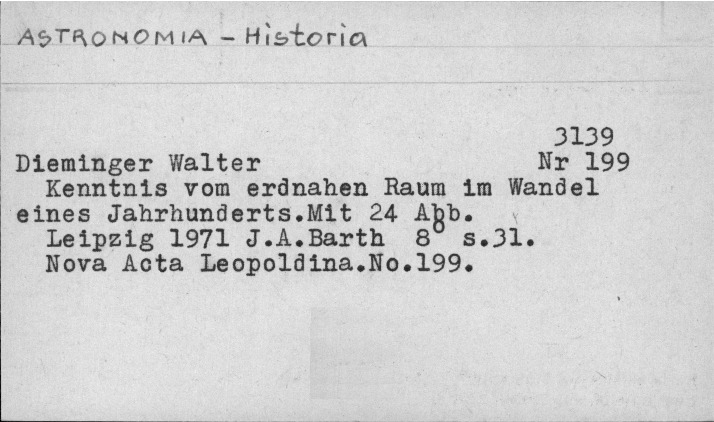 ASTRONOMIA - Historia
3139
Dieminger Walter Nr 199
Kenntnis vom erdnahen Raum im Wandel
eines Jahrhunderts.Mit 24 Abb.
Leipzig 1971 J.A.Barth 8° s.31.
Nova Acta Leopoldina.No.199.